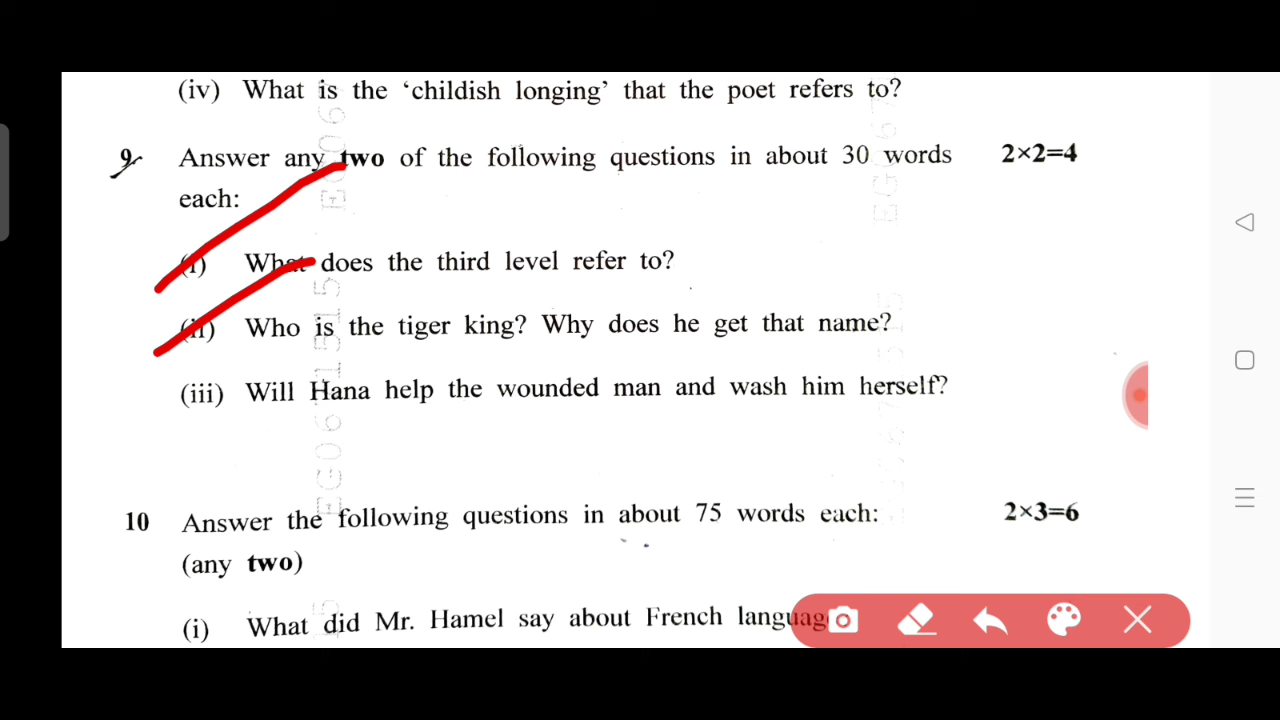 (iv) What is the ‘childish longing’ that the poet refers to?
9 Answer any two of the following questions in about 30 words 2×2=4
each:
(i) What does the third level refer to?
(ii) Who is the tiger king? Why does he get that name?
(iii) Will Hana help the wounded man and wash him herself?
10 Answer the following questions in about 75 words each: 2×3=6
(any two)
(i) What did Mr. Hamel say about French